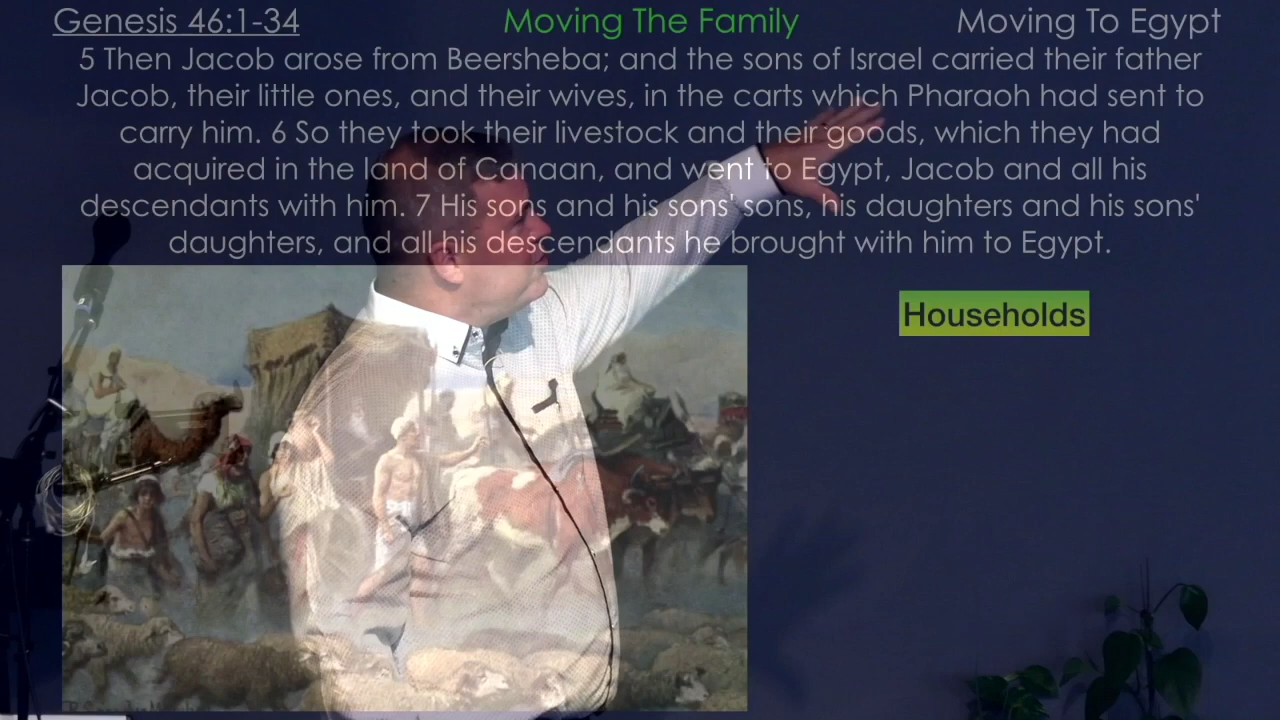 Genesis 46:1-34 Moving The Family Moving To Egypt
5 Then Jacob arose from Beersheba; and the sons of Israel carried their father
Jacob, their little ones, and their wives, in the carts which Pharaoh had sent to
carry him. 6 So they took their livestock and their goods, which they had
acquired in the land of Canaan, and went to Egypt, Jacob and all his
descendants with him. 7 His sons and his sons' sons, his daughters and his sons'
daughters, and all his descendants he brought with him to Egypt.
Households